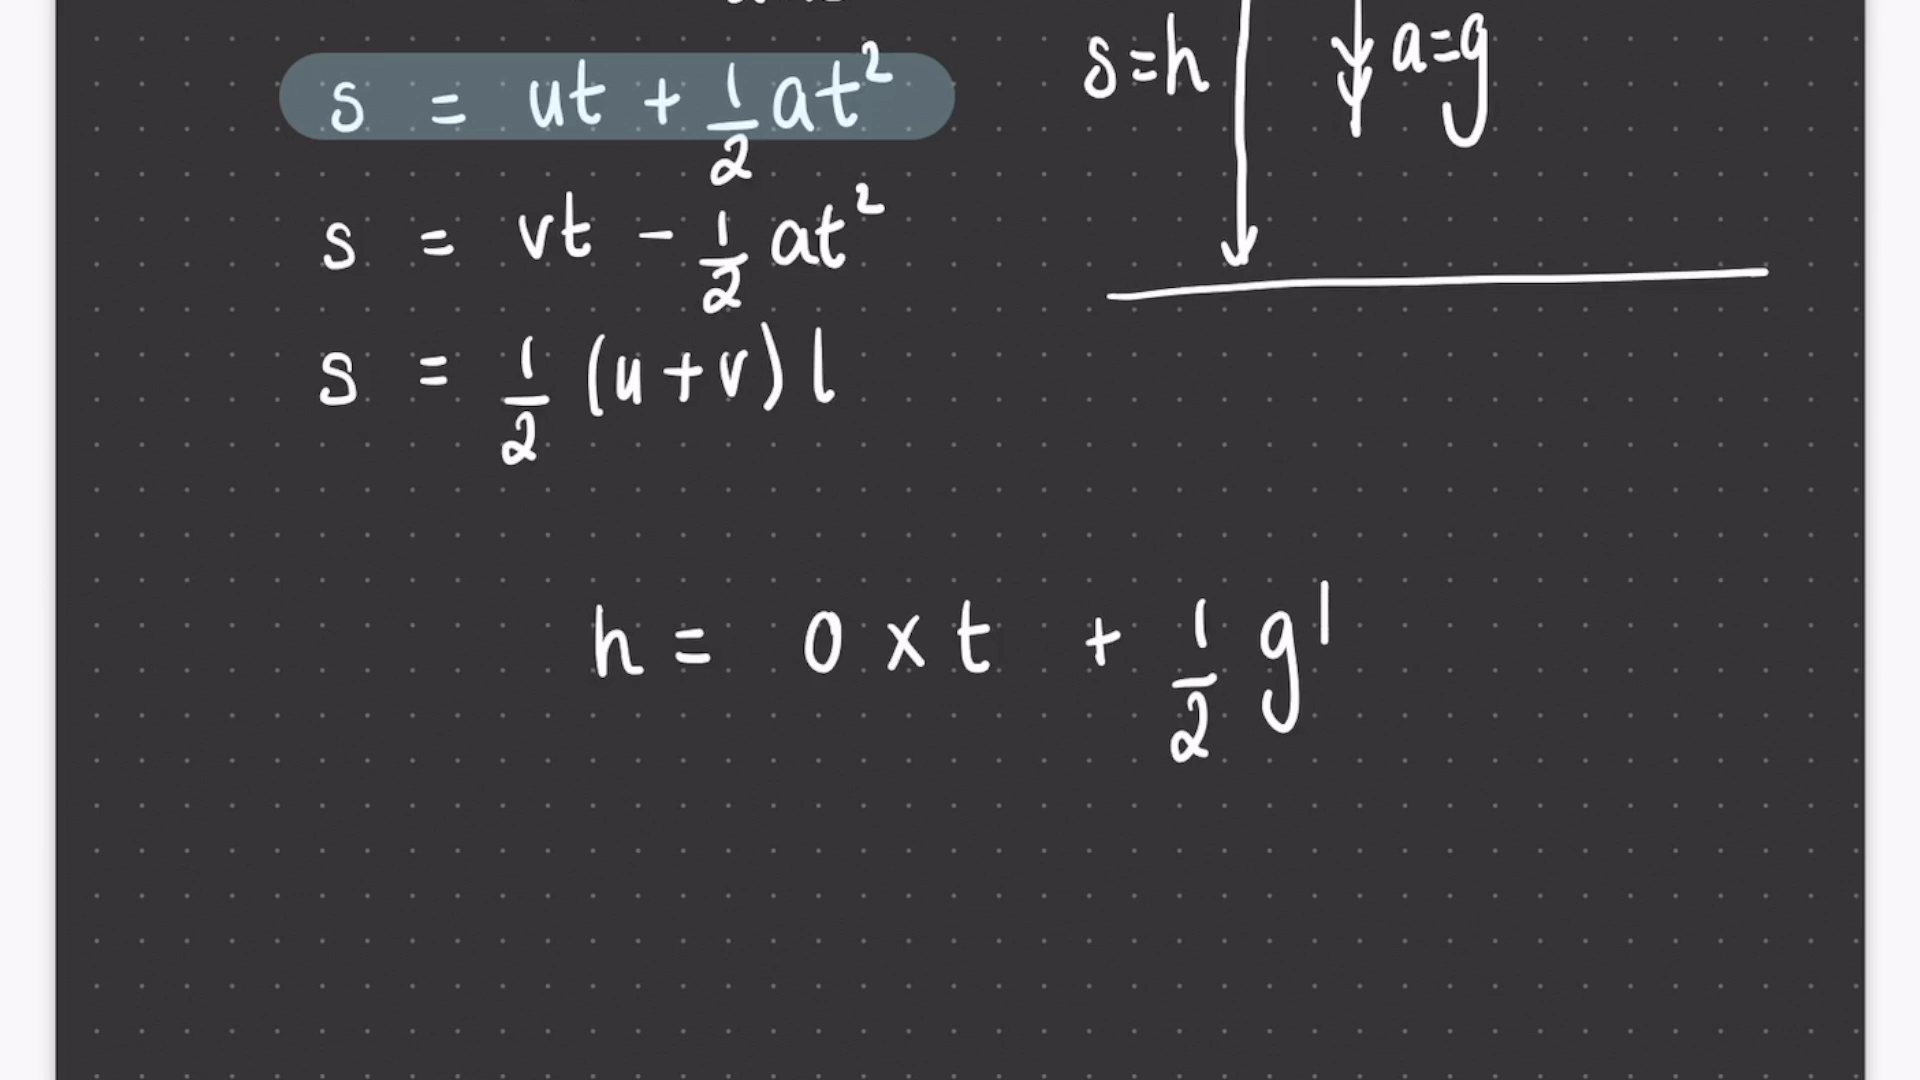 s = ut + 1/2 at²
s = vt - 1/2 at²
s = 1/2 (u+v) l
s=h
a=g
h = 0 x t + 1/2 g l